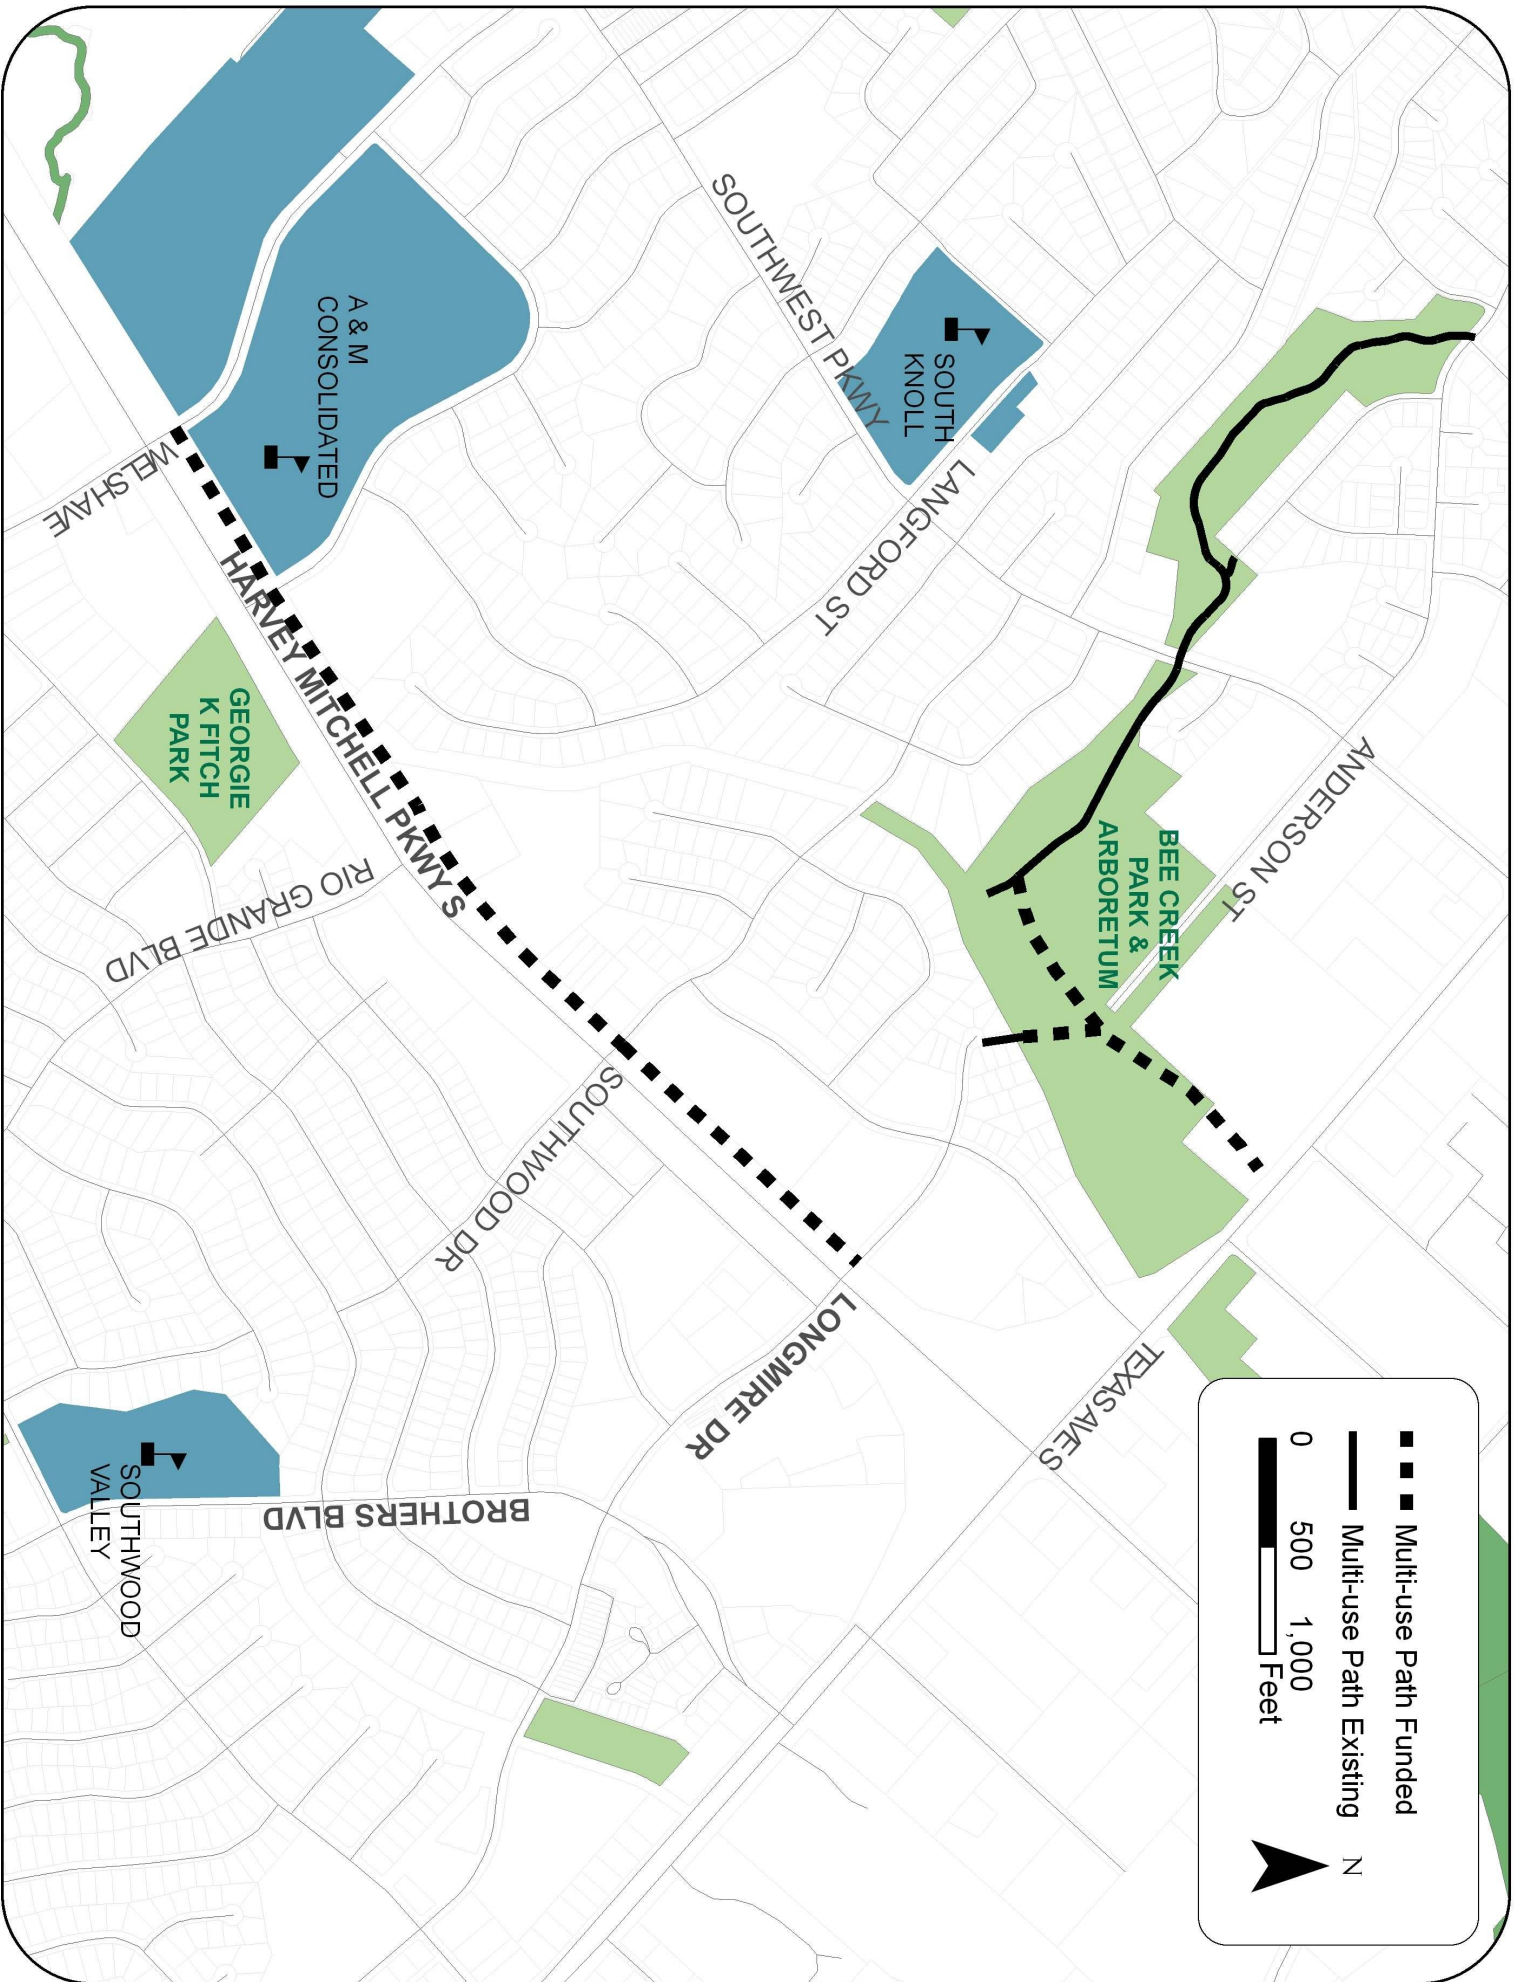 SOUTHWEST PKWY
A & M
CONSOLIDATED
SOUTH
KNOLL
LANGFORD ST
WELSH AVE
HARVEY MITCHELL PKWY S
GEORGIE
K FITCH
PARK
RIO GRANDE BLVD
ANDERSON ST
BEE CREEK
PARK &
ARBORETUM
SOUTHWOOD DR
LONGMIRE DR
TEXAS AVE S
BROTHERS BLVD
SOUTHWOOD
VALLEY
Multi-use Path Funded
Multi-use Path Existing
N
0 500 1,000
Feet